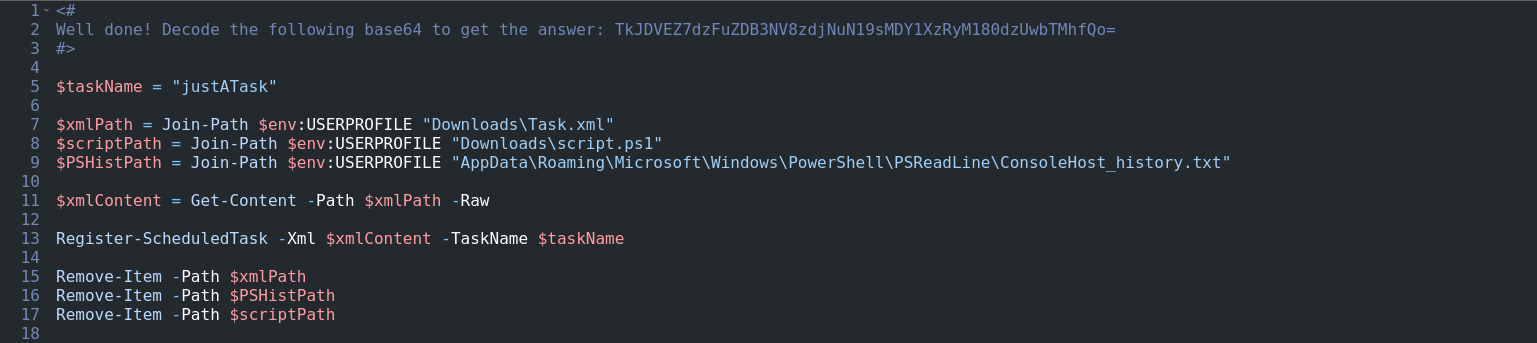 1 <#
2 Well done! Decode the following base64 to get the answer: TkJDVEZ7dzFuZDB3NV8zdjNuN19sMDY1XzRyM180dzUwbTMhfQo=
3 #>
4
5 $taskName = "justATask"
6
7 $xmlPath = Join-Path $env:USERPROFILE "Downloads\Task.xml"
8 $scriptPath = Join-Path $env:USERPROFILE "Downloads\script.ps1"
9 $PSHistPath = Join-Path $env:USERPROFILE "AppData\Roaming\Microsoft\Windows\PowerShell\PSReadLine\ConsoleHost_history.txt"
10
11 $xmlContent = Get-Content -Path $xmlPath -Raw
12
13 Register-ScheduledTask -Xml $xmlContent -TaskName $taskName
14
15 Remove-Item -Path $xmlPath
16 Remove-Item -Path $PSHistPath
17 Remove-Item -Path $scriptPath
18